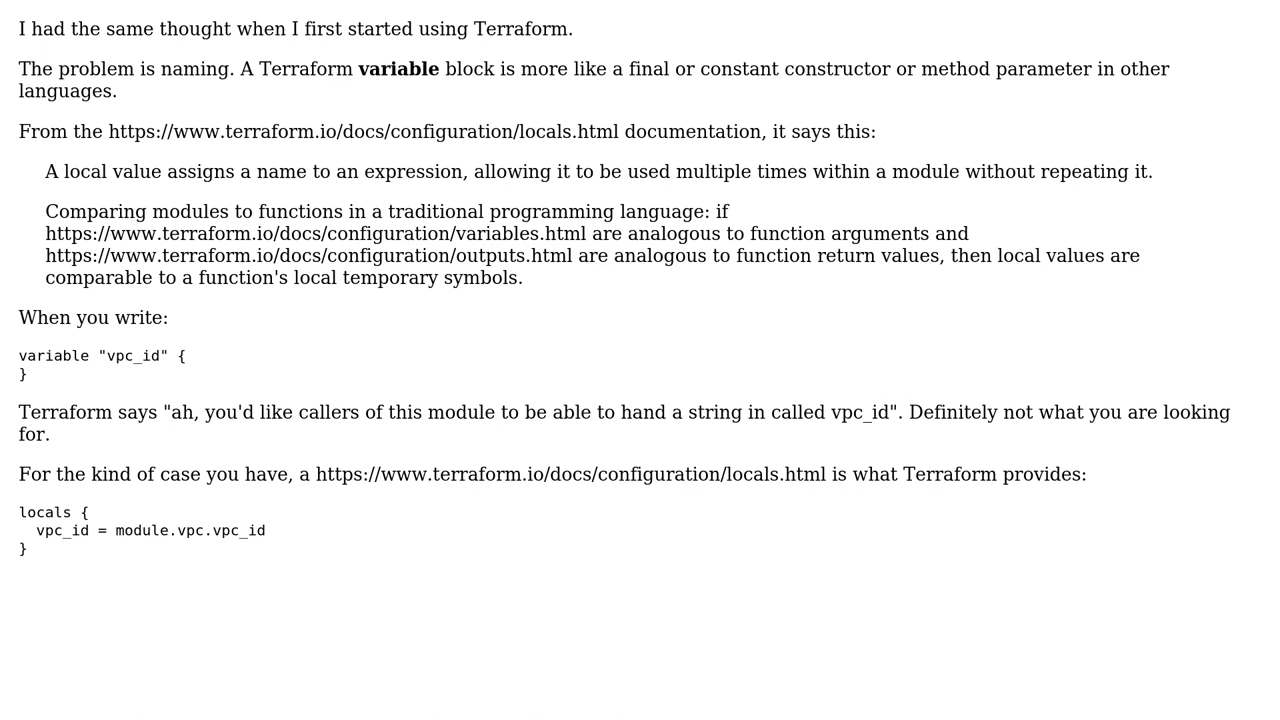 I had the same thought when I first started using Terraform.
The problem is naming. A Terraform variable block is more like a final or constant constructor or method parameter in other
languages.
From the https://www.terraform.io/docs/configuration/locals.html documentation, it says this:
A local value assigns a name to an expression, allowing it to be used multiple times within a module without repeating it.
Comparing modules to functions in a traditional programming language: if
https://www.terraform.io/docs/configuration/variables.html are analogous to function arguments and
https://www.terraform.io/docs/configuration/outputs.html are analogous to function return values, then local values are
comparable to a function's local temporary symbols.
When you write:
variable "vpc_id" {
}
Terraform says "ah, you'd like callers of this module to be able to hand a string in called vpc_id". Definitely not what you are looking
for.
For the kind of case you have, a https://www.terraform.io/docs/configuration/locals.html is what Terraform provides:
locals {
  vpc_id = module.vpc.vpc_id
}